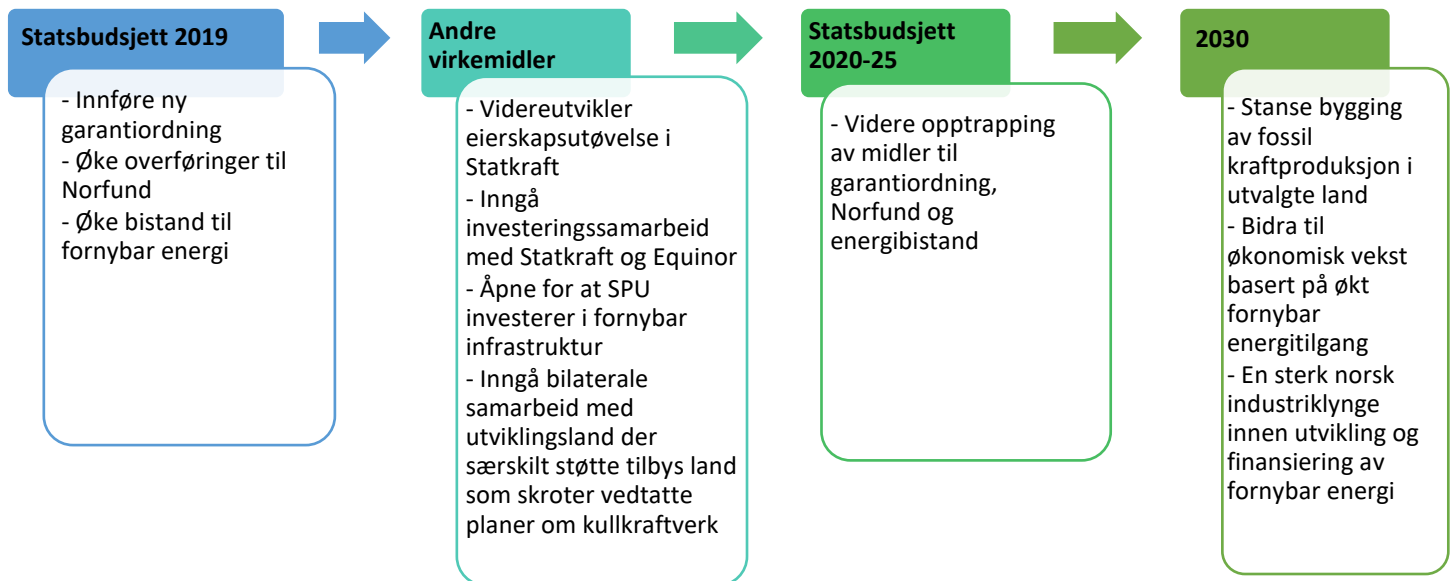 Statsbudsjett 2019
- Innføre ny
garantiordning
- Øke overføringer til
Norfund
- Øke bistand til
fornybar energi
Andre
virkemidler
- Videreutvikler
eierskapsutøvelse i
Statkraft
- Inngå
investeringssamarbeid
med Statkraft og Equinor
- Åpne for at SPU
investerer i fornybar
infrastruktur
- Inngå bilaterale
samarbeid med
utviklingsland der
særskilt støtte tilbys land
som skroter vedtatte
planer om kullkraftverk
Statsbudsjett
2020-25
- Videre opptrapping
av midler til
garantiordning,
Norfund og
energibistand
2030
- Stanse bygging
av fossil
kraftproduksjon i
utvalgte land
- Bidra til
økonomisk vekst
basert på økt
fornybar
energitilgang
- En sterk norsk
industriklynge
innen utvikling og
finansiering av
fornybar energi